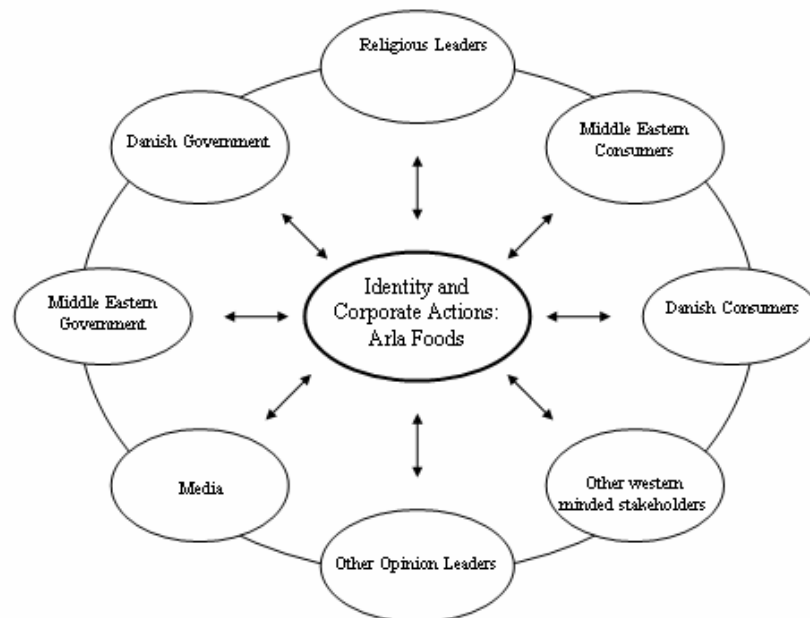 Religious Leaders
Danish Government
Middle Eastern
Consumers
Identity and
Corporate Actions:
Arla Foods
Middle Eastern
Government
Danish Consumers
Media
Other western
minded stakeholders
Other Opinion Leaders